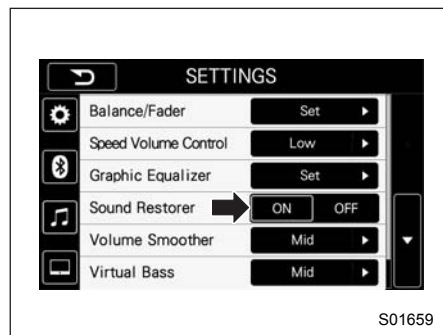 SETTINGS
Balance/Fader Set
Speed Volume Control Low
Graphic Equalizer Set
Sound Restorer ON OFF
Volume Smoother Mid
Virtual Bass Mid
S01659